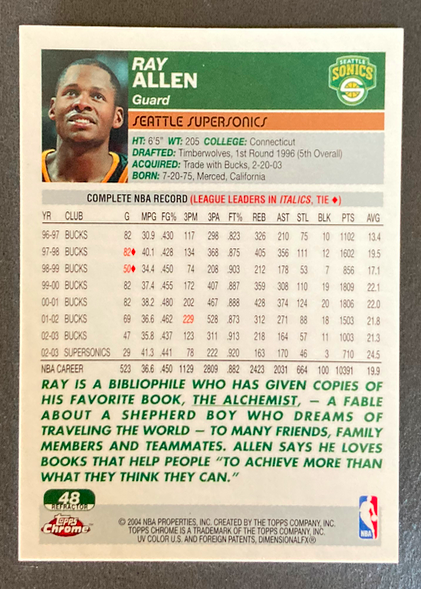 RAY
ALLEN
Guard
SEATTLE
SONICS
SEATTLE SUPERSONICS
HT: 6'5" WT: 205 COLLEGE: Connecticut
DRAFTED: Timberwolves, 1st Round 1996 (5th Overall)
ACQUIRED: Trade with Bucks, 2-20-03
BORN: 7-20-75, Merced, California
COMPLETE NBA RECORD (LEAGUE LEADERS IN ITALICS, TIE ♦)
YR CLUB G MPG FG% 3PM 3PA FT% REB AST STL BLK PTS AVG
96-97 BUCKS 82 30.9 .430 117 298 .823 326 210 75 10 1102 13.4
97-98 BUCKS 82♦ 40.1 .428 134 368 .875 405 356 111 12 1602 19.5
98-99 BUCKS 50♦ 34.4 .450 74 208 .903 212 178 53 7 856 17.1
99-00 BUCKS 82 37.4 .455 172 407 .887 359 308 110 19 1809 22.1
00-01 BUCKS 82 38.2 .480 202 467 .888 428 374 124 20 1806 22.0
01-02 BUCKS 69 36.6 .462 229 528 .873 312 271 88 18 1503 21.8
02-03 BUCKS 47 35.8 .437 123 311 .913 218 164 57 11 1003 21.3
02-03 SUPERSONICS 29 41.3 .441 78 222 .920 163 170 46 3 710 24.5
NBA CAREER 523 36.6 .450 1129 2809 .882 2423 2031 664 100 10391 19.9
RAY IS A BIBLIOPHILE WHO HAS GIVEN COPIES OF
HIS FAVORITE BOOK, THE ALCHEMIST, – A FABLE
ABOUT A SHEPHERD BOY WHO DREAMS OF
TRAVELING THE WORLD – TO MANY FRIENDS, FAMILY
MEMBERS AND TEAMMATES. ALLEN SAYS HE LOVES
BOOKS THAT HELP PEOPLE "TO ACHIEVE MORE THAN
WHAT THEY THINK THEY CAN."
48
REFRACTOR
Topps
Chrome
© 2004 NBA PROPERTIES, INC. CREATED BY THE TOPPS COMPANY, INC.
TOPPS CHROME IS A TRADEMARK OF THE TOPPS COMPANY, INC.
UV COLOR U.S. AND FOREIGN PATENTS, DIMENSIONALFX®
NBA